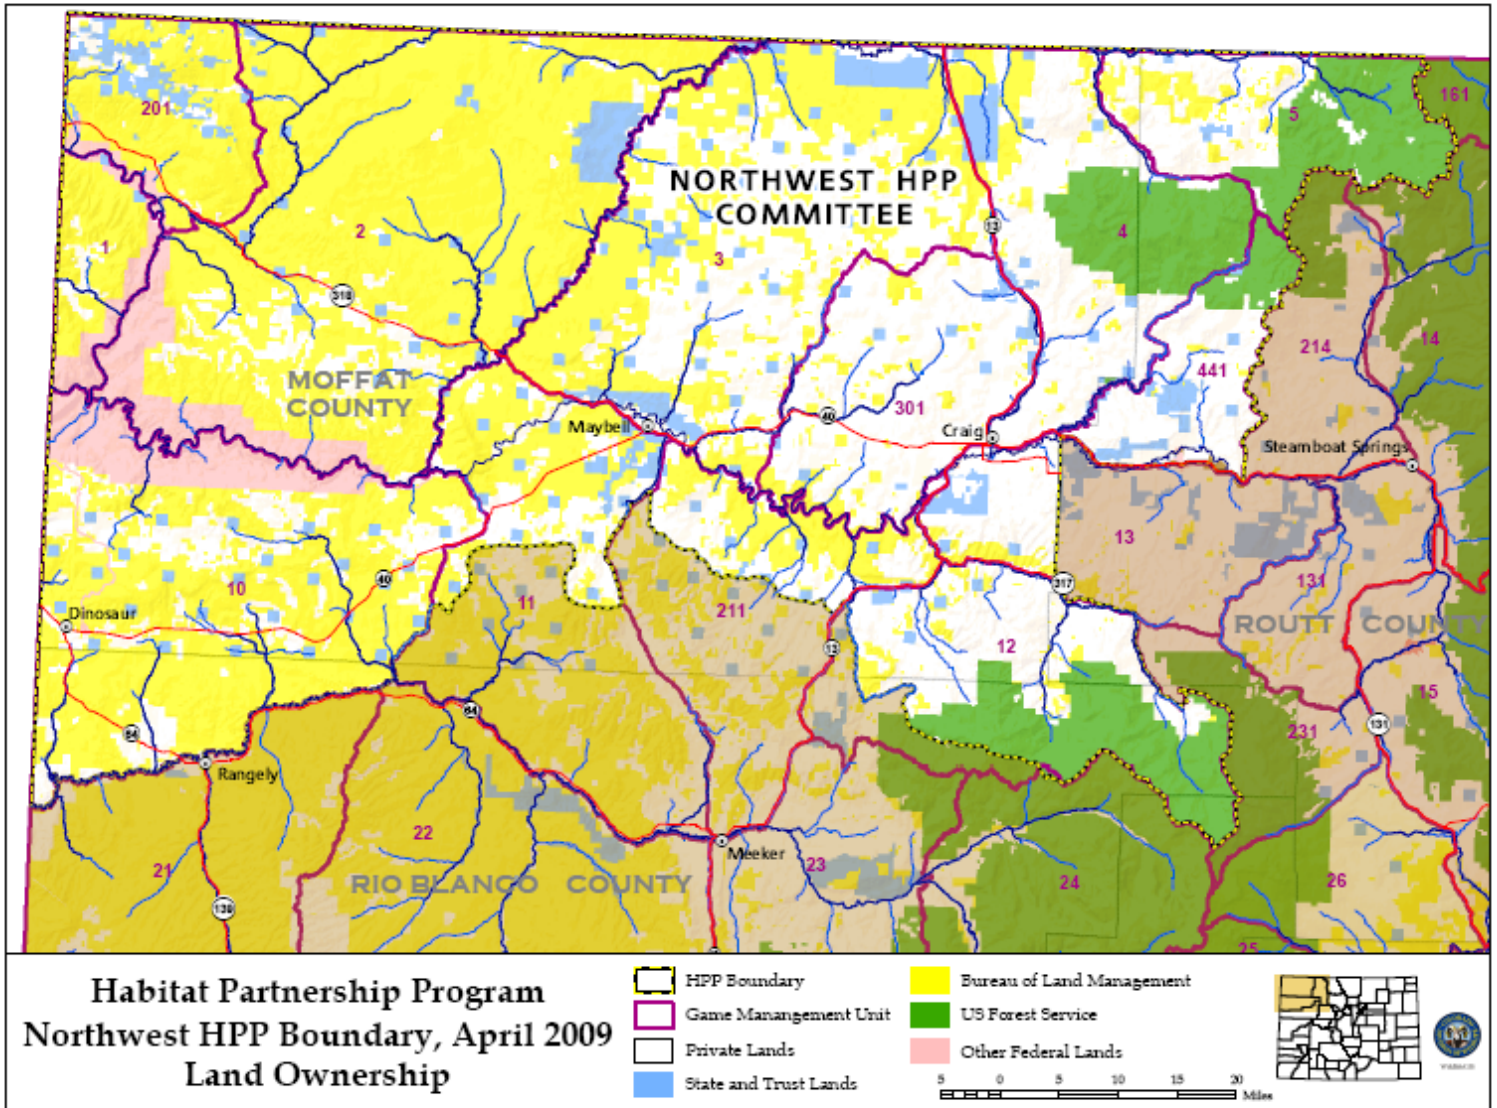 201
161
5
NORTHWEST HPP
COMMITTEE
1
2
3
4
13
318
214
14
MOFFAT
COUNTY
441
301
40
Maybell
Craig
Steamboat Springs
13
10
40
11
211
317
131
Dinosaur
12
ROUTT COUNTY
13
64
64
15
231
131
Rangely
22
Meeker
23
21
RIO BLANCO COUNTY
24
26
139
25
Habitat Partnership Program
Northwest HPP Boundary, April 2009
Land Ownership
HPP Boundary
Game Manangement Unit
Private Lands
State and Trust Lands
Bureau of Land Management
US Forest Service
Other Federal Lands
5 0 5 10 15 20
Miles